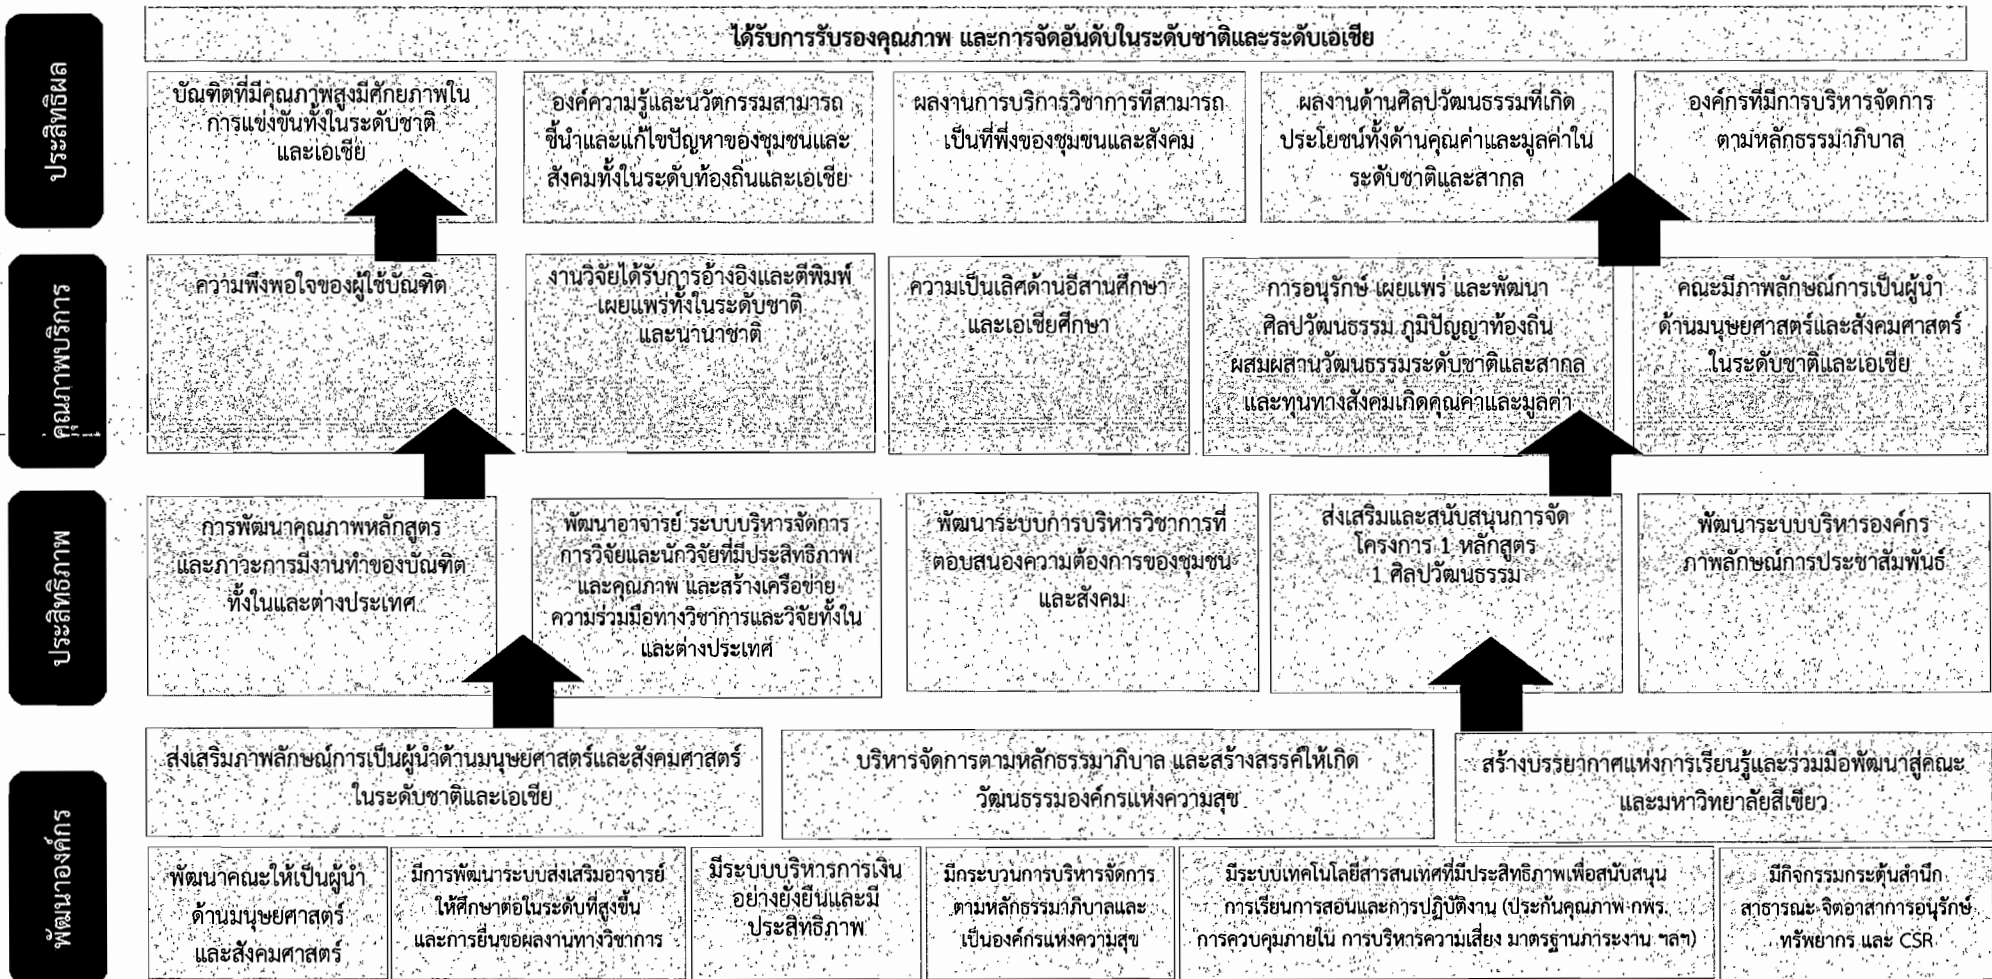 ประสิทธิผล
ได้รับการรับรองคุณภาพ และการจัดอันดับในระดับชาติและระดับเอเชีย
บัณฑิตที่มีคุณภาพสูงมีศักยภาพใน
การแข่งขันทั้งในระดับชาติ
และเอเชีย
องค์ความรู้และนวัตกรรมสามารถ
ชี้นำและแก้ไขปัญหาของชุมชนและ
สังคมทั้งในระดับท้องถิ่นและเอเชีย
ผลงานการบริการวิชาการที่สามารถ
เป็นที่พึ่งของชุมชนและสังคม
ผลงานด้านศิลปวัฒนธรรมที่เกิด
ประโยชน์ทั้งด้านคุณค่าและมูลค่าใน
ระดับชาติและสากล
องค์กรที่มีการบริหารจัดการ
ตามหลักธรรมาภิบาล
คุณภาพบริการ
ความพึงพอใจของผู้ใช้บัณฑิต
งานวิจัยได้รับการอ้างอิงและตีพิมพ์
เผยแพร่ทั้งในระดับชาติ
และนานาชาติ
ความเป็นเลิศด้านอีสานศึกษา
และเอเชียศึกษา
การอนุรักษ์ เผยแพร่ และพัฒนา
ศิลปวัฒนธรรม ภูมิปัญญาท้องถิ่น
ผสมผสานวัฒนธรรมระดับชาติและสากล
และทุนทางสังคมเกิดคุณค่าและมูลค่า
คณะมีภาพลักษณ์การเป็นผู้นำ
ด้านมนุษยศาสตร์และสังคมศาสตร์
ในระดับชาติและเอเชีย
ประสิทธิภาพ
การพัฒนาคุณภาพหลักสูตร
และภาวะการมีงานทำของบัณฑิต
ทั้งในและต่างประเทศ
พัฒนาอาจารย์ ระบบบริหารจัดการ
การวิจัยและนักวิจัยที่มีประสิทธิภาพ
และคุณภาพ และสร้างเครือข่าย
ความร่วมมือทางวิชาการและวิจัยทั้งใน
และต่างประเทศ
พัฒนาระบบการบริหารวิชาการที่
ตอบสนองความต้องการของชุมชน
และสังคม
ส่งเสริมและสนับสนุนการจัด
โครงการ 1 หลักสูตร
1 ศิลปวัฒนธรรม
พัฒนาระบบบริหารองค์กร
ภาพลักษณ์การประชาสัมพันธ์
พัฒนาองค์กร
ส่งเสริมภาพลักษณ์การเป็นผู้นำด้านมนุษยศาสตร์และสังคมศาสตร์
ในระดับชาติและเอเชีย
บริหารจัดการตามหลักธรรมาภิบาล และสร้างสรรค์ให้เกิด
วัฒนธรรมองค์กรแห่งความสุข
สร้างบรรยากาศแห่งการเรียนรู้และร่วมมือพัฒนาสู่คณะ
และมหาวิทยาลัยสีเขียว
พัฒนาคณะให้เป็นผู้นำ
ด้านมนุษยศาสตร์
และสังคมศาสตร์
มีการพัฒนาระบบส่งเสริมอาจารย์
ให้ศึกษาต่อในระดับที่สูงขึ้น
และการยื่นขอผลงานทางวิชาการ
มีระบบบริหารการเงิน
อย่างยั่งยืนและมี
ประสิทธิภาพ
มีกระบวนการบริหารจัดการ
ตามหลักธรรมาภิบาลและ
เป็นองค์กรแห่งความสุข
มีระบบเทคโนโลยีสารสนเทศที่มีประสิทธิภาพเพื่อสนับสนุน
การเรียนการสอนและการปฏิบัติงาน (ประกันคุณภาพ กพร.
การควบคุมภายใน การบริหารความเสี่ยง มาตรฐานภาระงาน ฯลฯ)
มีกิจกรรมกระตุ้นสำนึก
สาธารณะ จิตอาสาการอนุรักษ์
ทรัพยากร และ CSR